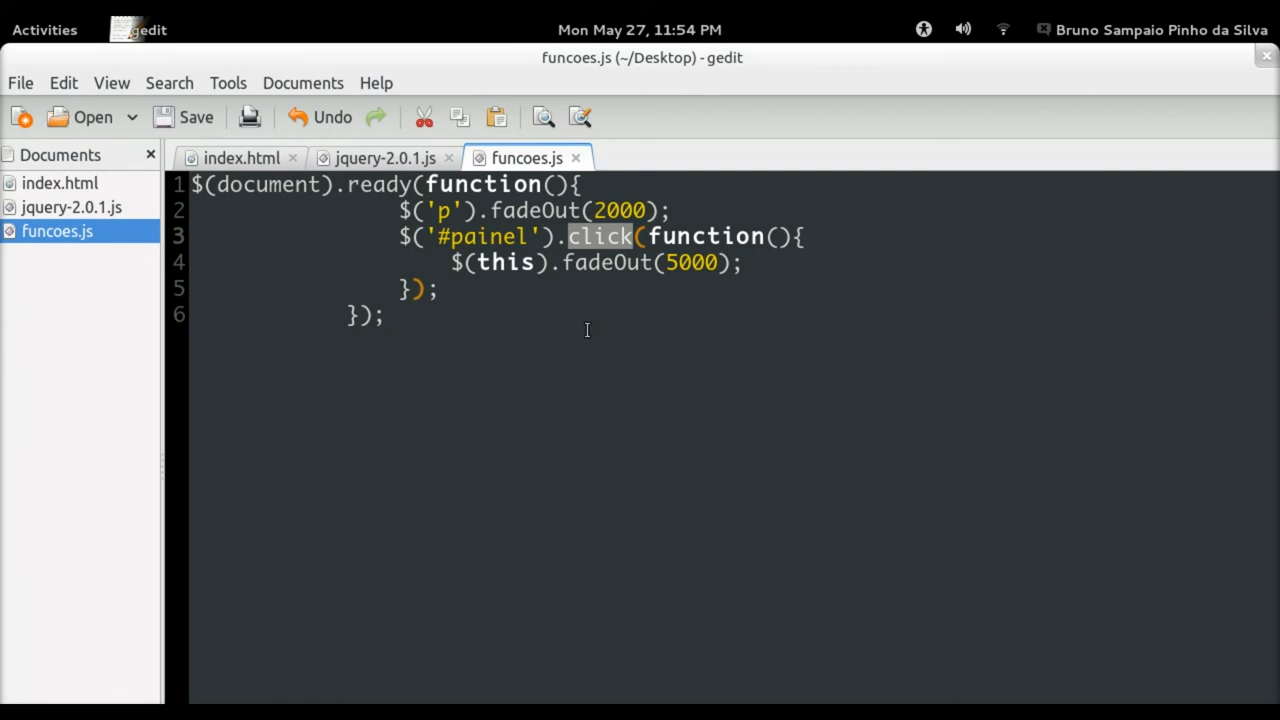 Activities gedit Mon May 27, 11:54 PM Bruno Sampaio Pinho da Silva
funcoes.js (~/Desktop) - gedit
File Edit View Search Tools Documents Help
Open Save Undo
Documents index.html jquery-2.0.1.js funcoes.js
index.html
jquery-2.0.1.js
funcoes.js
1 $(document).ready(function(){
2 $('p').fadeOut(2000);
3 $('#painel').click(function(){
4 $(this).fadeOut(5000);
5 });
6 });